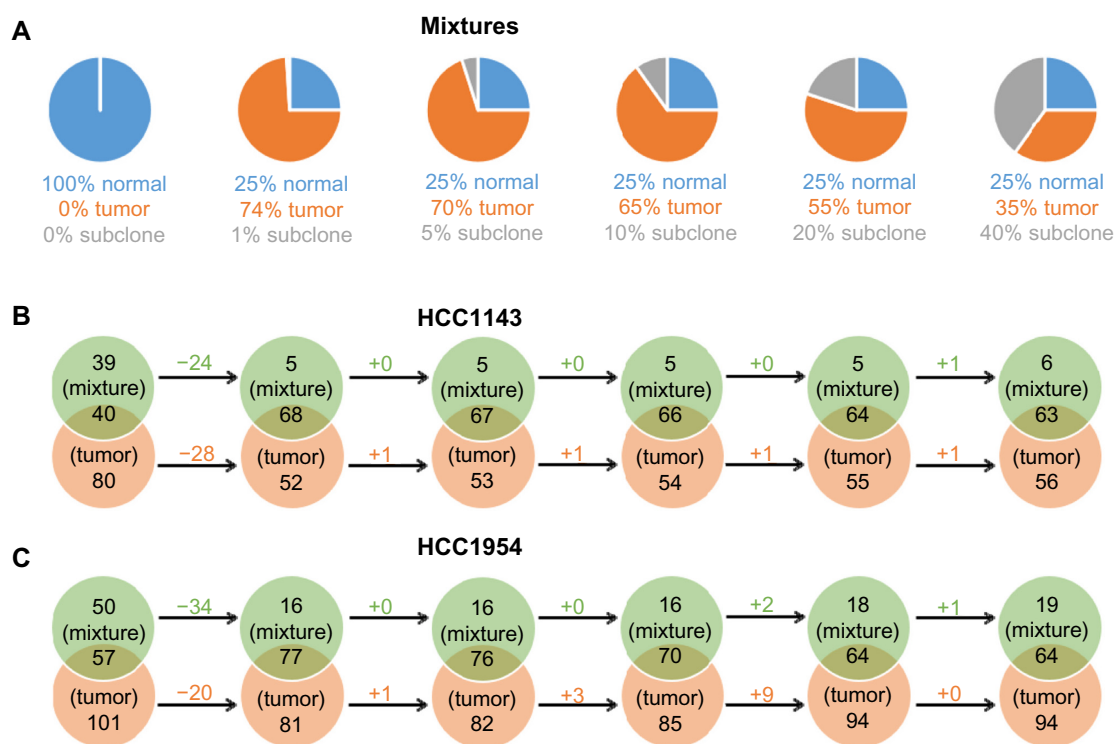 A
Mixtures
100% normal
0% tumor
0% subclone
25% normal
74% tumor
1% subclone
25% normal
70% tumor
5% subclone
25% normal
65% tumor
10% subclone
25% normal
55% tumor
20% subclone
25% normal
35% tumor
40% subclone
B
HCC1143
39
(mixture)
40
(tumor)
80
−24
−28
5
(mixture)
68
(tumor)
52
+0
+1
5
(mixture)
67
(tumor)
53
+0
+1
5
(mixture)
66
(tumor)
54
+0
+1
5
(mixture)
64
(tumor)
55
+1
+1
6
(mixture)
63
(tumor)
56
C
HCC1954
50
(mixture)
57
(tumor)
101
−34
−20
16
(mixture)
77
(tumor)
81
+0
+1
16
(mixture)
76
(tumor)
82
+0
+3
16
(mixture)
70
(tumor)
85
+2
+9
18
(mixture)
64
(tumor)
94
+1
+0
19
(mixture)
64
(tumor)
94